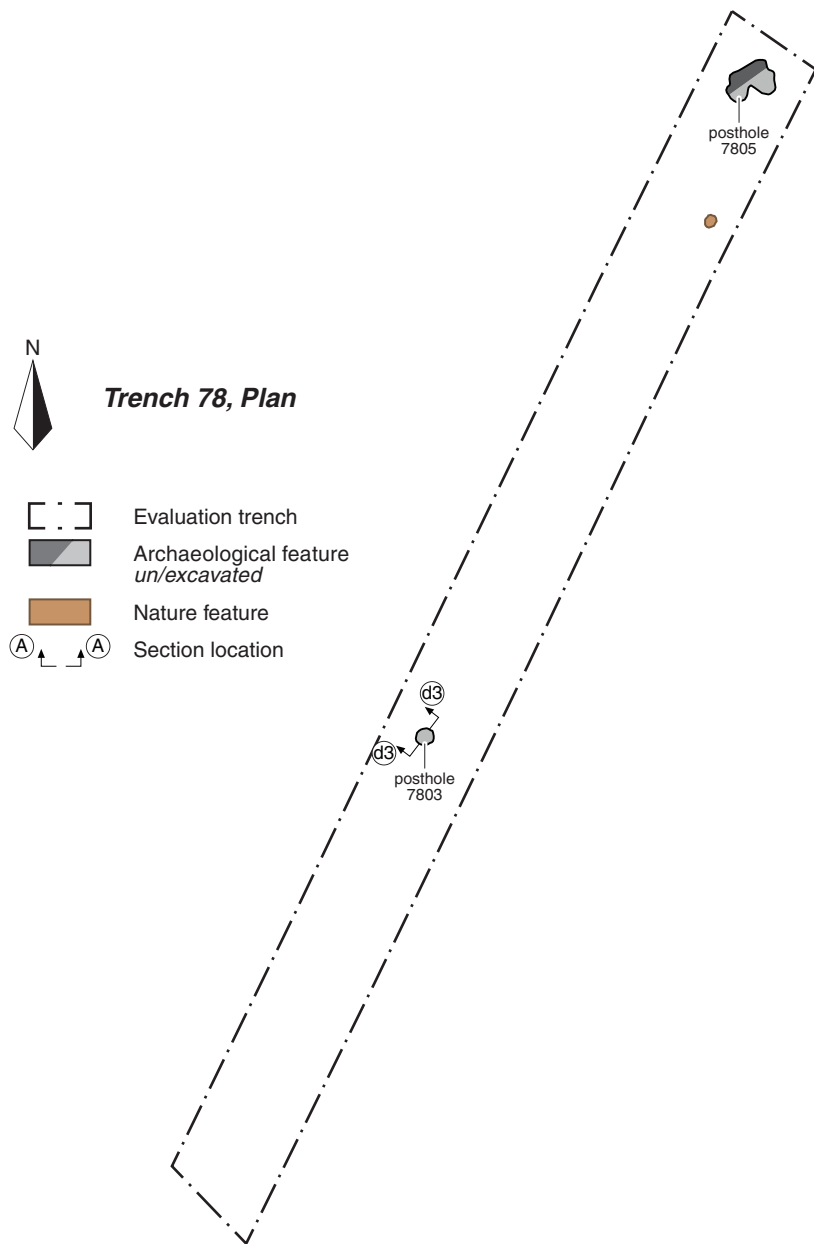 posthole
7805
N
Trench 78, Plan
Evaluation trench
Archaeological feature
un/excavated
Nature feature
A A Section location
d3
d3
posthole
7803